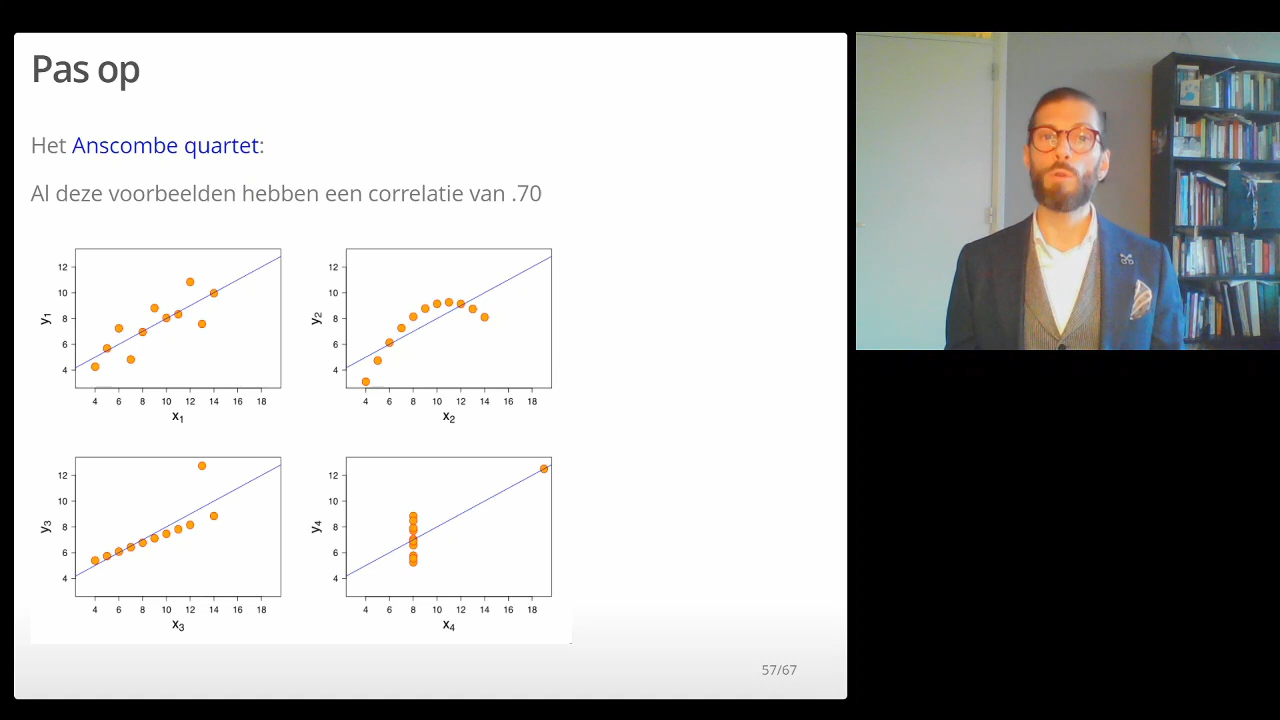 Pas op
Het Anscombe quartet:
Al deze voorbeelden hebben een correlatie van .70
12
10
8
6
4
y1
4 6 8 10 12 14 16 18
x1
12
10
8
6
4
y2
4 6 8 10 12 14 16 18
x2
12
10
8
6
4
y3
4 6 8 10 12 14 16 18
x3
12
10
8
6
4
y4
4 6 8 10 12 14 16 18
x4
57/67